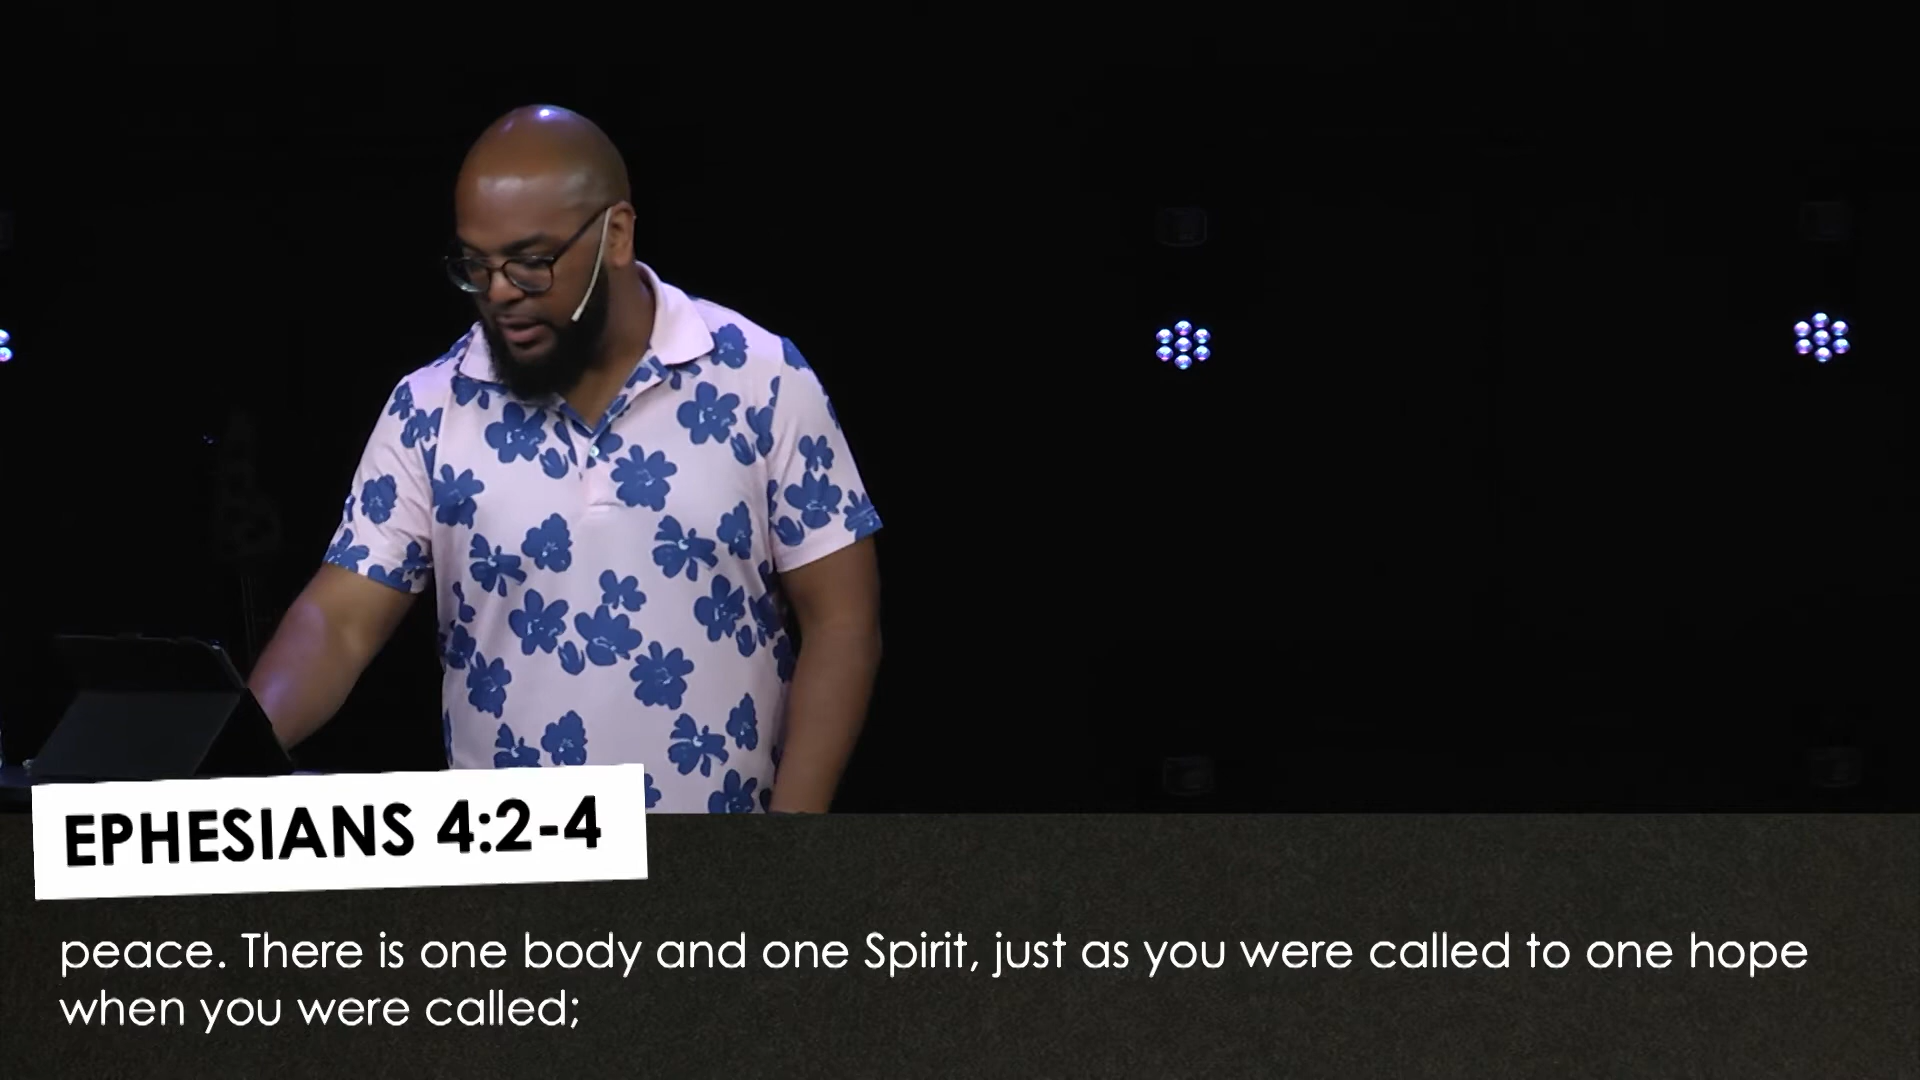 EPHESIANS 4:2-4
peace. There is one body and one Spirit, just as you were called to one hope
when you were called;